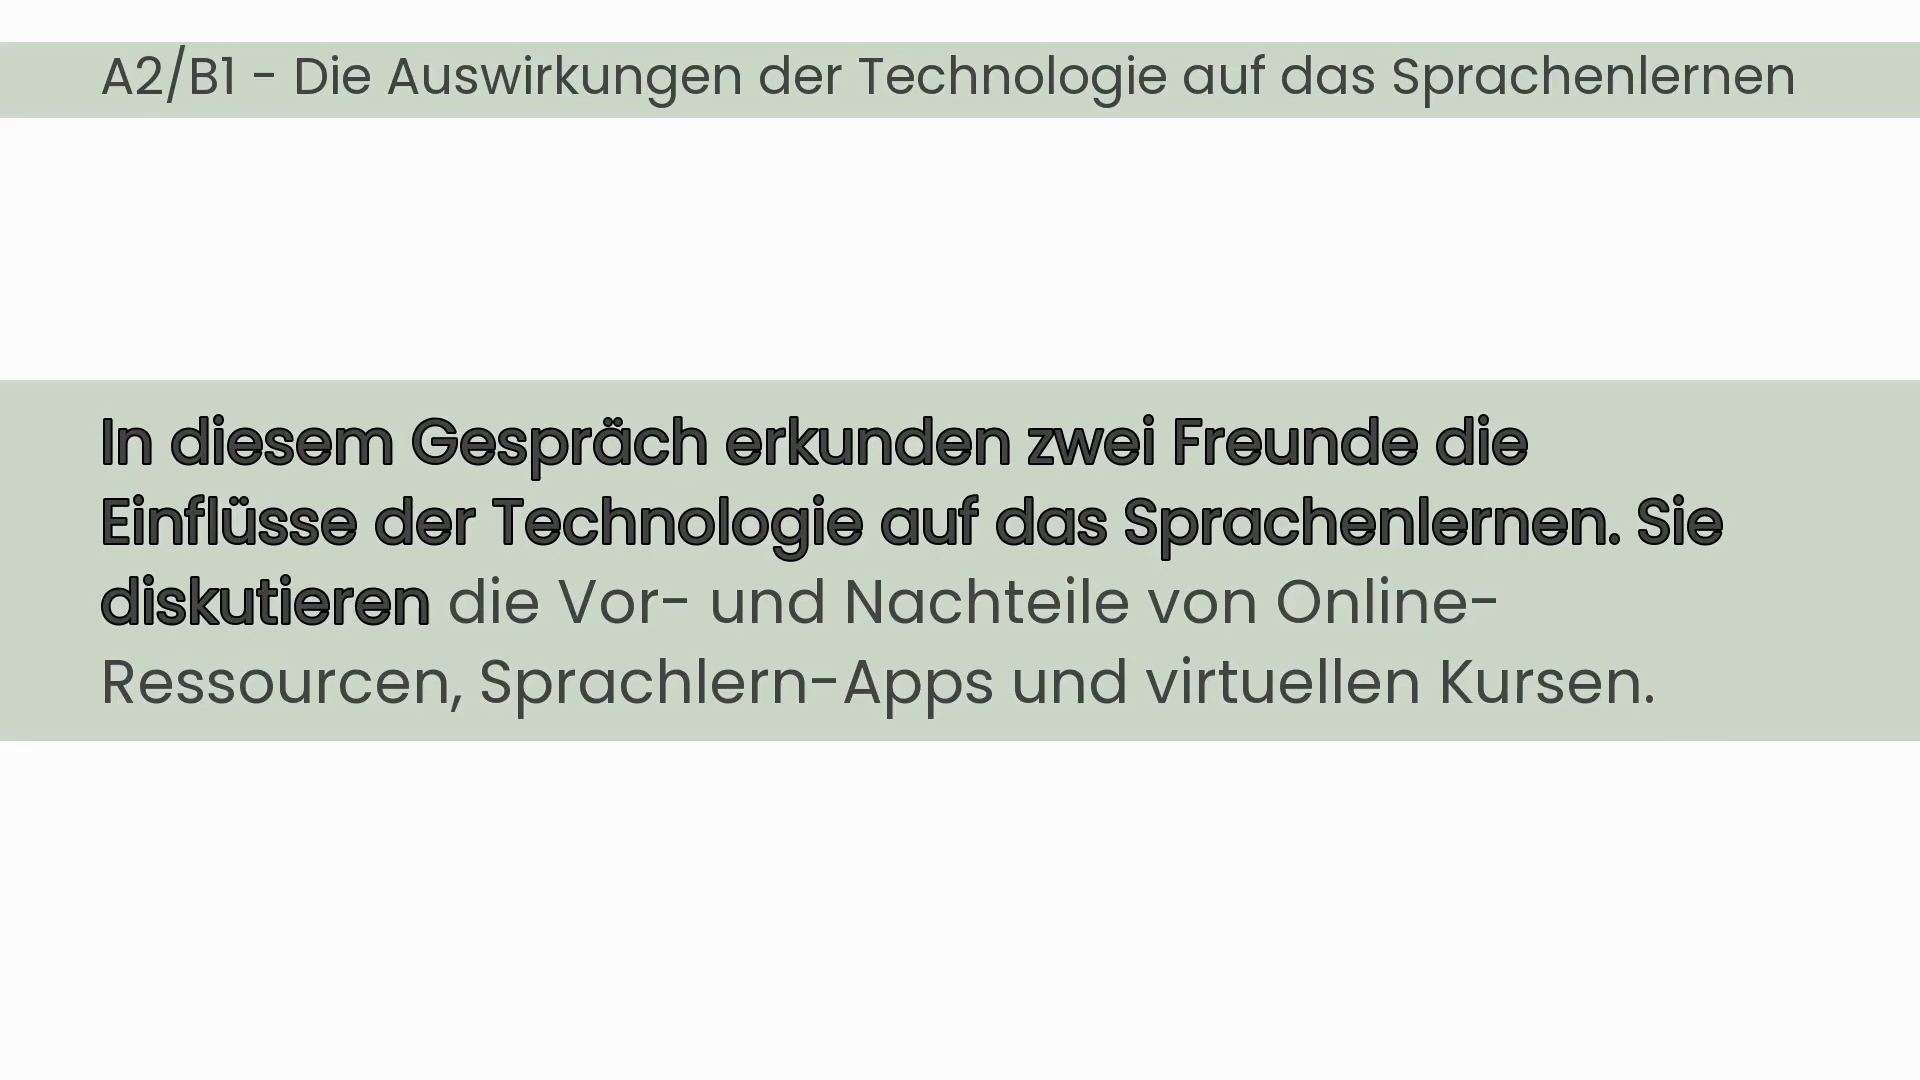 A2/B1 - Die Auswirkungen der Technologie auf das Sprachenlernen
In diesem Gespräch erkunden zwei Freunde die
Einflüsse der Technologie auf das Sprachenlernen. Sie
diskutieren die Vor- und Nachteile von Online-
Ressourcen, Sprachlern-Apps und virtuellen Kursen.